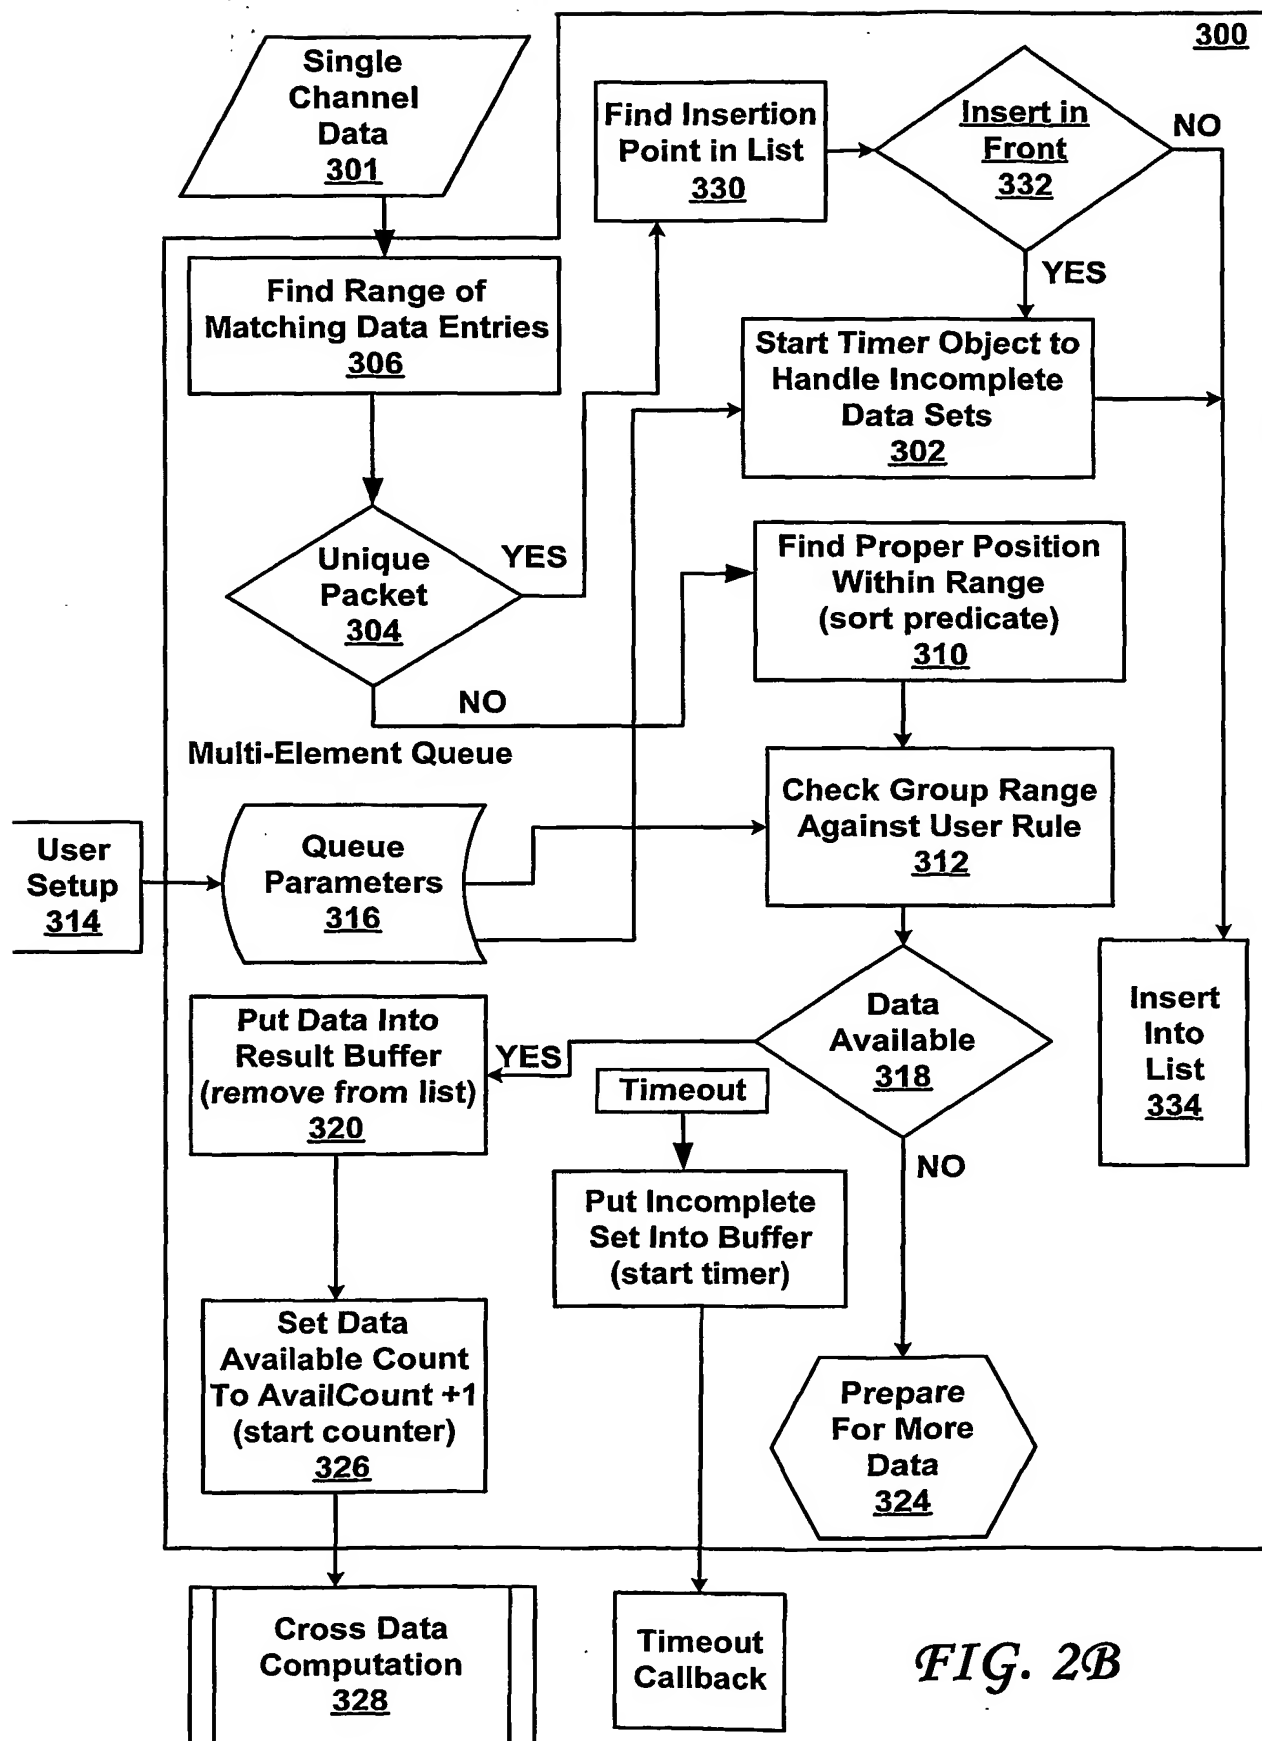 300
Single
Channel
Data
301
Find Insertion
Point in List
330
Insert in
Front
332
NO
YES
Find Range of
Matching Data Entries
306
Start Timer Object to
Handle Incomplete
Data Sets
302
Unique
Packet
304
YES
NO
Find Proper Position
Within Range
(sort predicate)
310
Multi-Element Queue
Check Group Range
Against User Rule
312
User
Setup
314
Queue
Parameters
316
Data
Available
318
YES
NO
Insert
Into
List
334
Put Data Into
Result Buffer
(remove from list)
320
Timeout
Put Incomplete
Set Into Buffer
(start timer)
Set Data
Available Count
To AvailCount +1
(start counter)
326
Prepare
For More
Data
324
Cross Data
Computation
328
Timeout
Callback
FIG. 2B